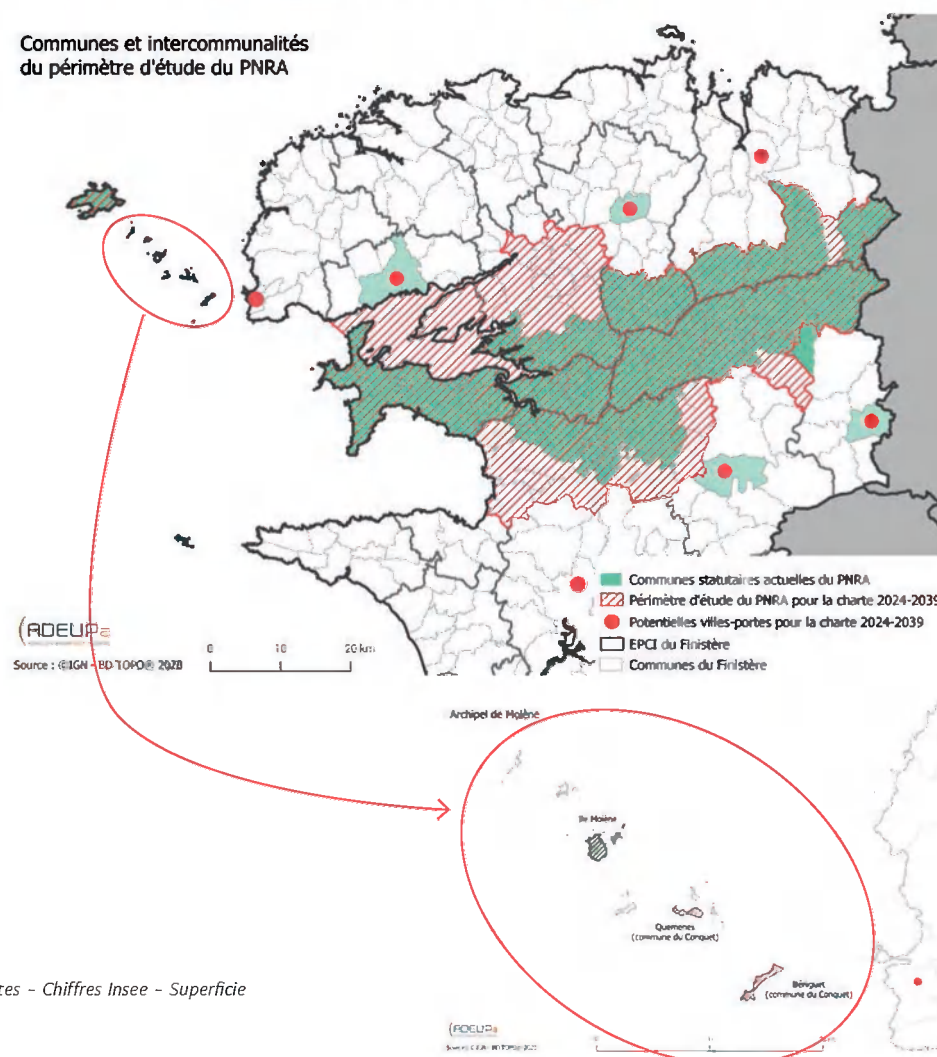 Communes et intercommunalités
du périmètre d'étude du PNRA
Communes statutaires actuelles du PNRA
Périmètre d'étude du PNRA pour la charte 2024-2039
Potentielles villes-portes pour la charte 2024-2039
EPCI du Finistère
Communes du Finistère
(ADEUPa
Source : ©IGN - BD TOPO® 2020
0 10 20 km
Archipel de Molène
Ile Molène
Quemenes
(commune du Conquet)
Béniguet
(commune du Conquet)
- Chiffres Insee - Superficie
(ADEUPa